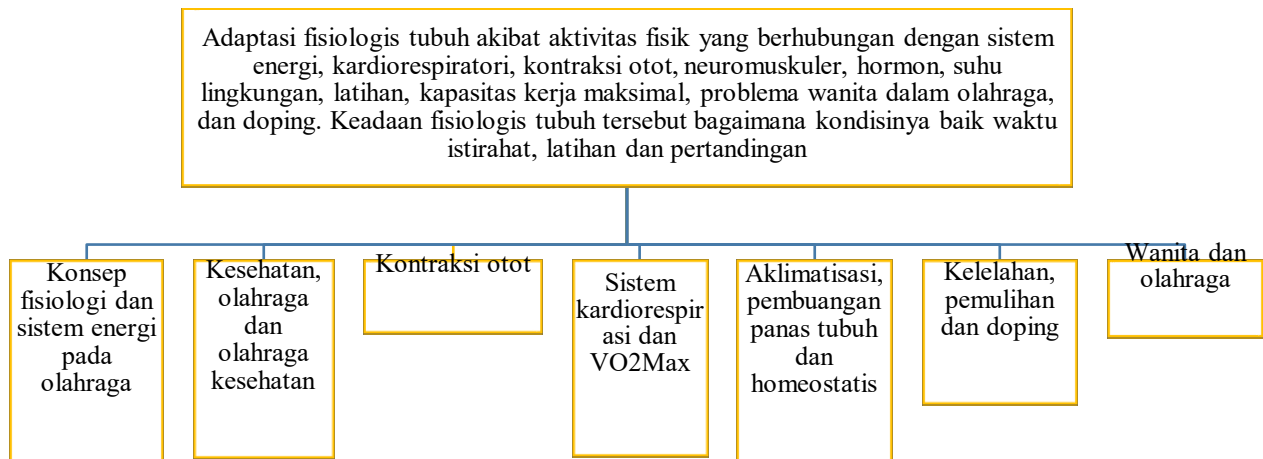 Adaptasi fisiologis tubuh akibat aktivitas fisik yang berhubungan dengan sistem
energi, kardiorespiratori, kontraksi otot, neuromuskuler, hormon, suhu
lingkungan, latihan, kapasitas kerja maksimal, problema wanita dalam olahraga,
dan doping. Keadaan fisiologis tubuh tersebut bagaimana kondisinya baik waktu
istirahat, latihan dan pertandingan
Konsep
fisiologi dan
sistem energi
pada
olahraga
Kesehatan,
olahraga
dan
olahraga
kesehatan
Kontraksi otot
Sistem
kardiorespir
asi dan
VO2Max
Aklimatisasi,
pembuangan
panas tubuh
dan
homeostatis
Kelelahan,
pemulihan
dan doping
Wanita dan
olahraga